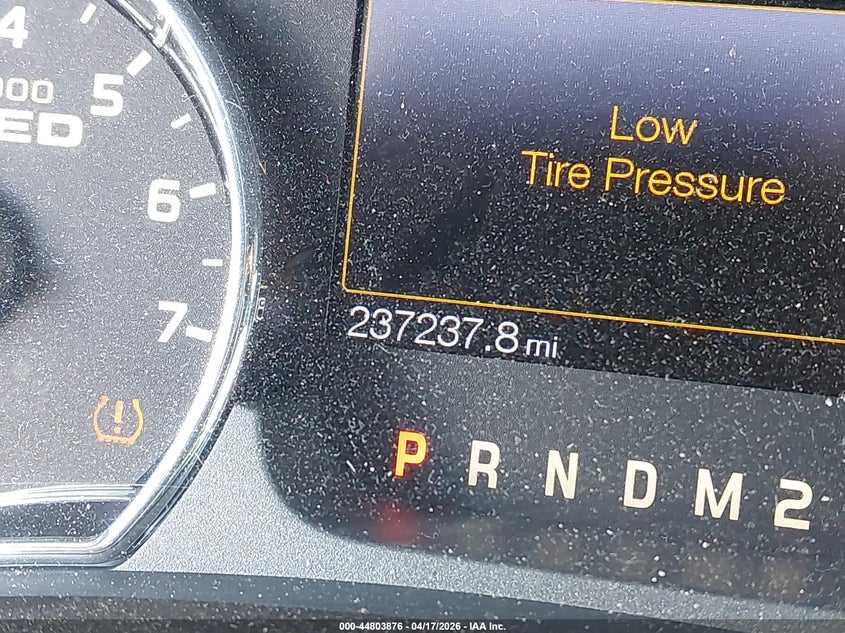 4
000
5
ED
6
7
Low
Tire Pressure
237237.8 mi
P R N D M 2
000-44803876 - 04/17/2026 - IAA Inc.